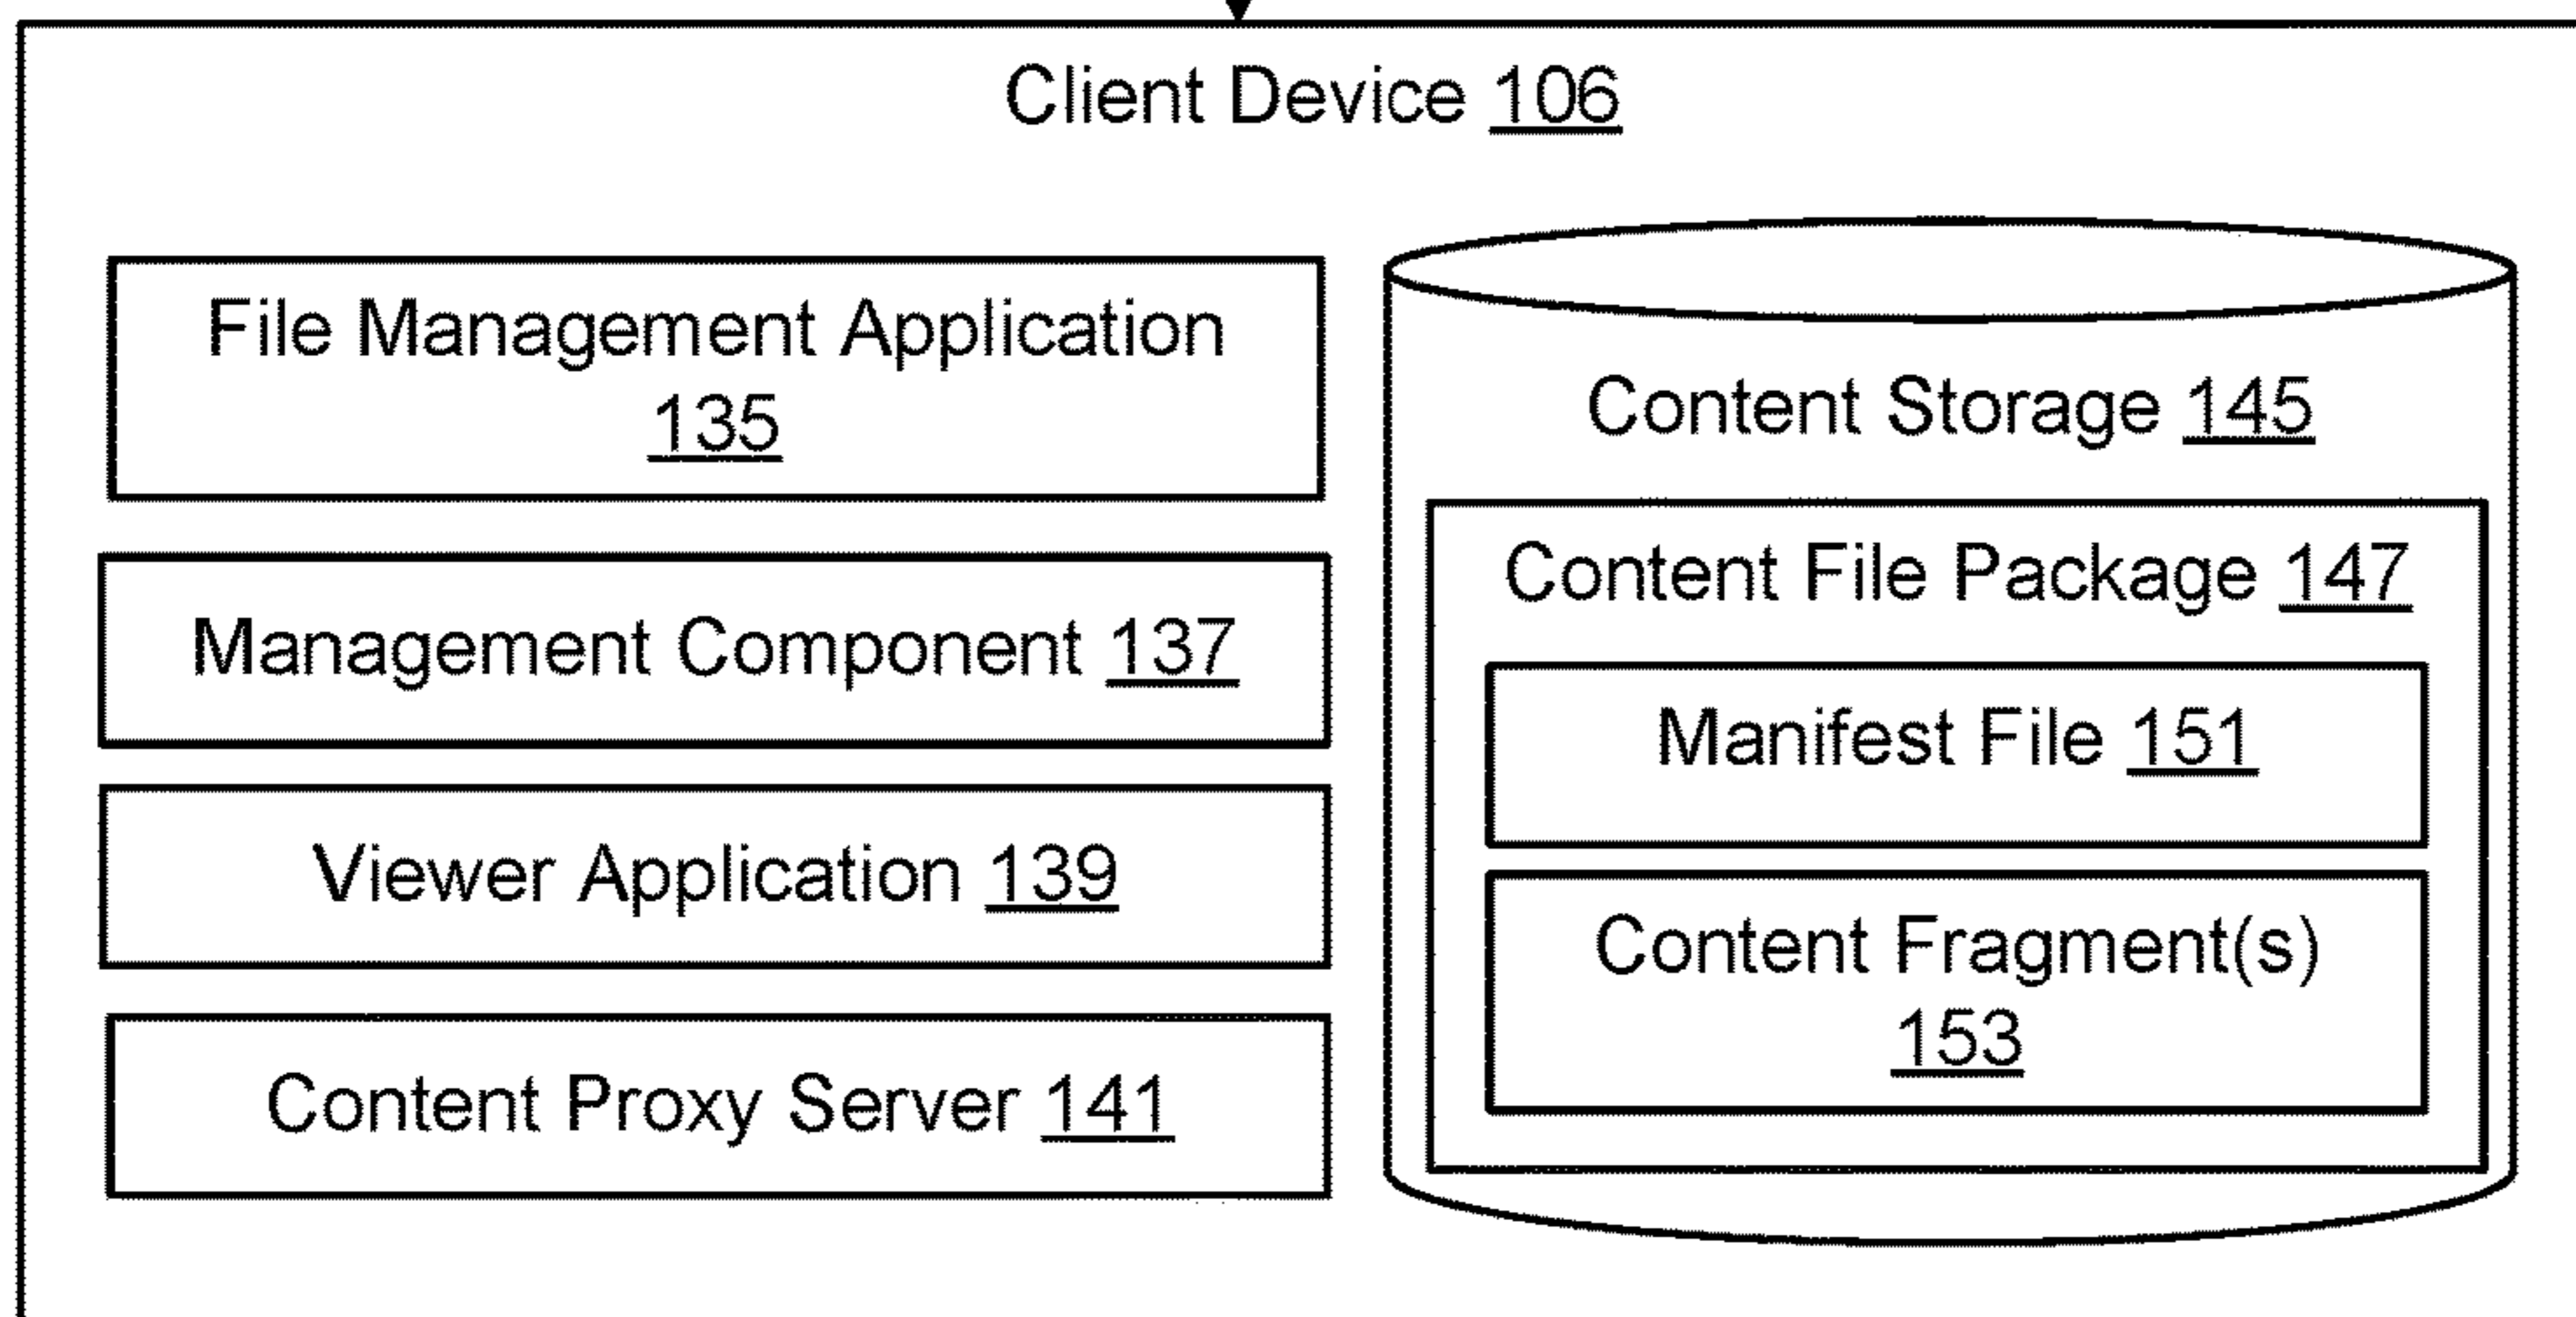 Client Device 106
File Management Application
135
Management Component 137
Viewer Application 139
Content Proxy Server 141
Content Storage 145
Content File Package 147
Manifest File 151
Content Fragment(s)
153